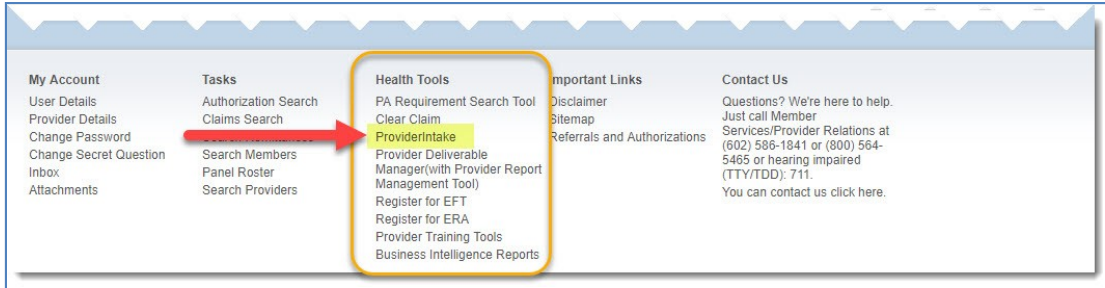 My Account
User Details
Provider Details
Change Password
Change Secret Question
Inbox
Attachments
Tasks
Authorization Search
Claims Search
Search Remittances
Search Members
Panel Roster
Search Providers
Health Tools
PA Requirement Search Tool
Clear Claim
ProviderIntake
Provider Deliverable
Manager(with Provider Report
Management Tool)
Register for EFT
Register for ERA
Provider Training Tools
Business Intelligence Reports
mportant Links
Disclaimer
Sitemap
Referrals and Authorizations
Contact Us
Questions? We're here to help.
Just call Member
Services/Provider Relations at
(602) 586-1841 or (800) 564-
5465 or hearing impaired
(TTY/TDD): 711.
You can contact us click here.